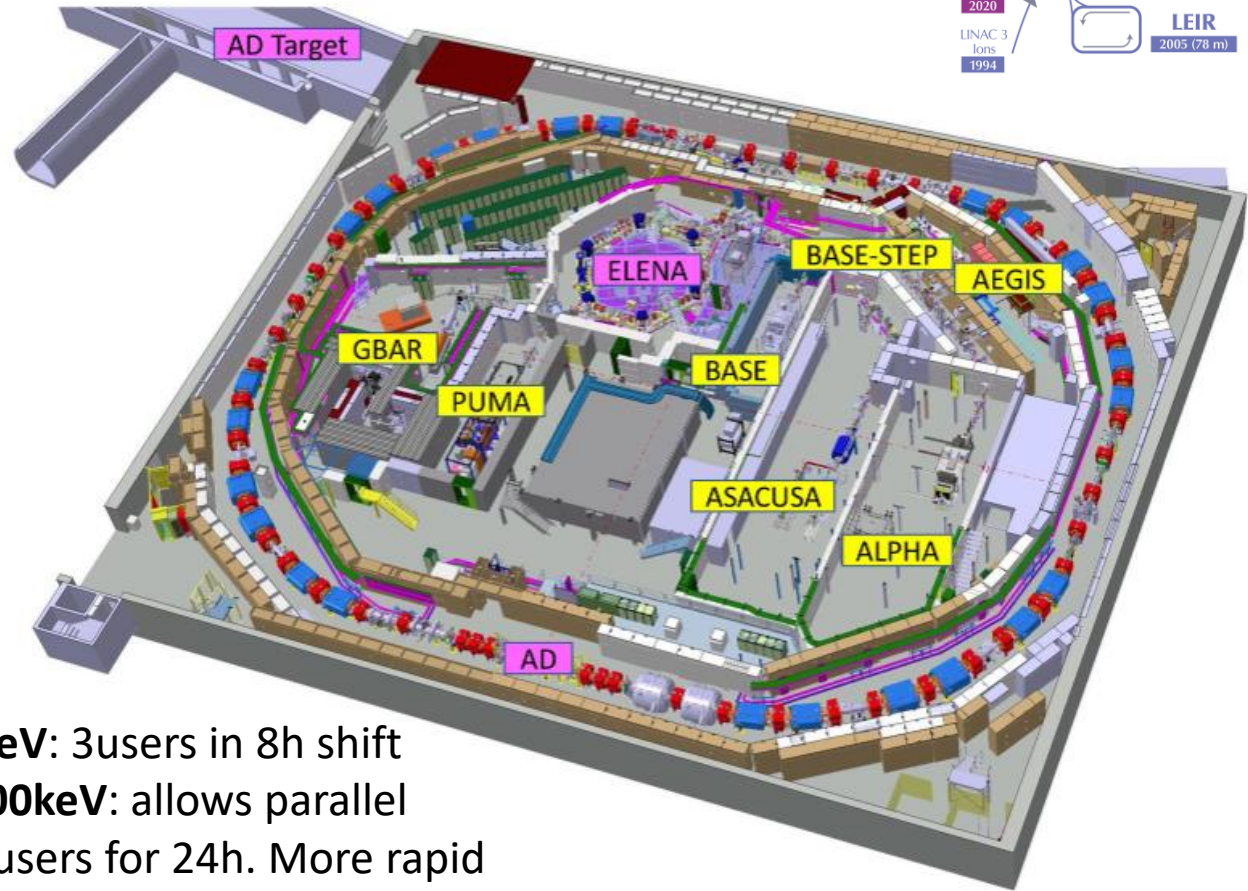 2020
LINAC 3
Ions
1994
LEIR
2005 (78 m)
AD Target
ELENA
BASE-STEP
AEGIS
GBAR
BASE
PUMA
ASACUSA
ALPHA
AD
eV: 3users in 8h shift
00keV: allows parallel
users for 24h. More rapid